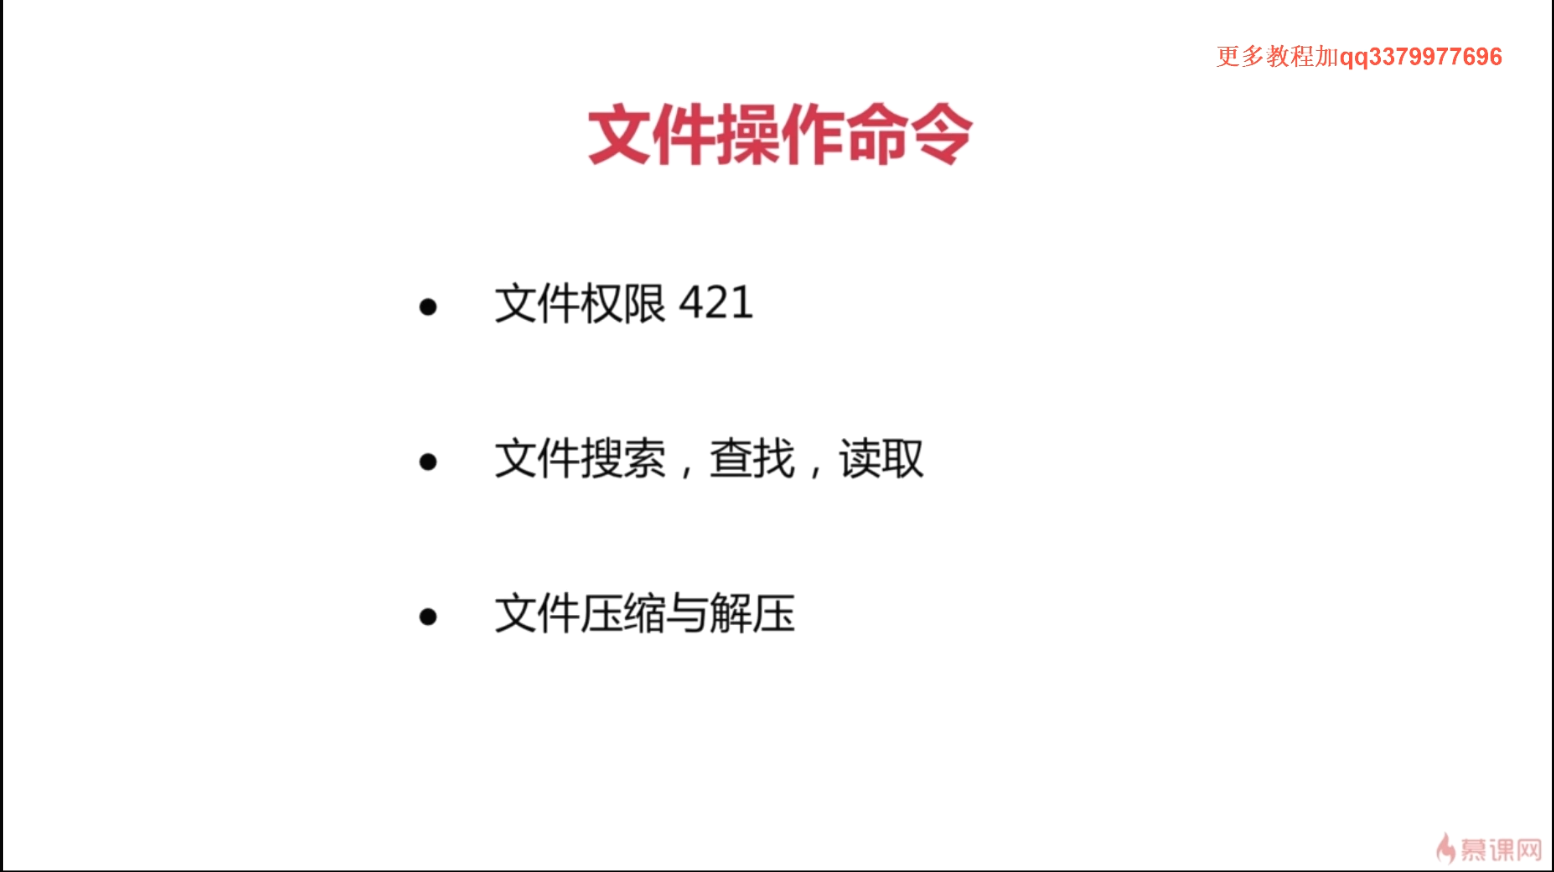 更多教程加qq3379977696
文件操作命令
● 文件权限 421
● 文件搜索，查找，读取
● 文件压缩与解压
慕课网